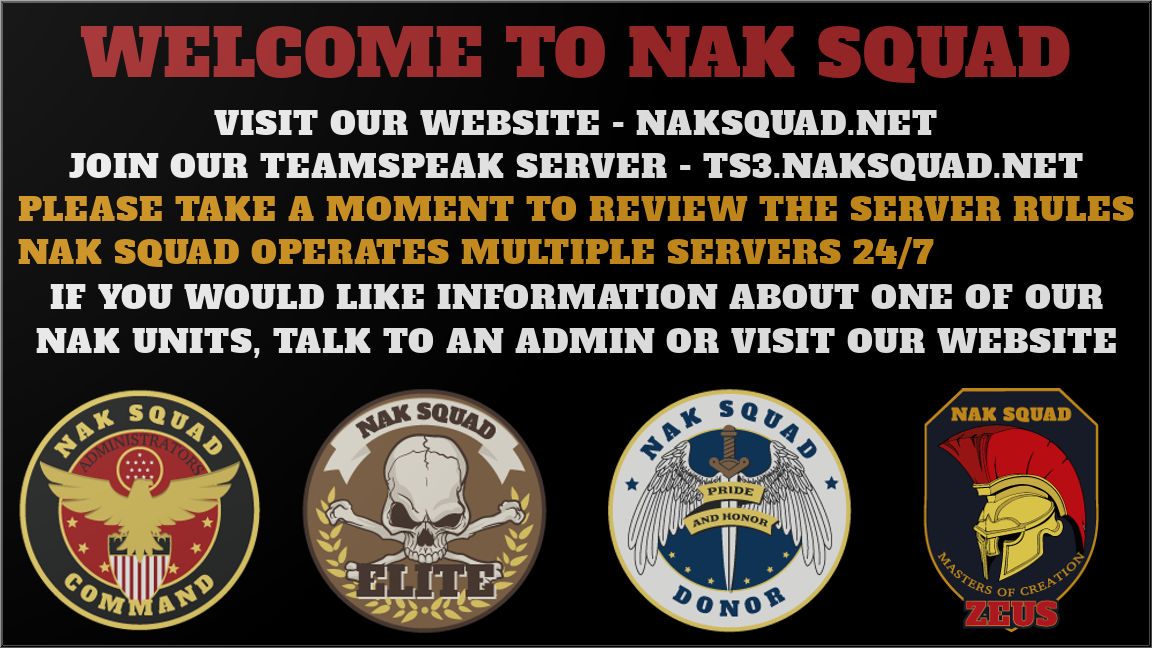 WELCOME TO NAK SQUAD
VISIT OUR WEBSITE - NAKSQUAD.NET
JOIN OUR TEAMSPEAK SERVER - TS3.NAKSQUAD.NET
PLEASE TAKE A MOMENT TO REVIEW THE SERVER RULES
NAK SQUAD OPERATES MULTIPLE SERVERS 24/7
IF YOU WOULD LIKE INFORMATION ABOUT ONE OF OUR
NAK UNITS, TALK TO AN ADMIN OR VISIT OUR WEBSITE
NAK SQUAD
ADMINISTRATORS
COMMAND
NAK SQUAD
ELITE
NAK SQUAD
PRIDE
AND HONOR
DONOR
NAK SQUAD
MASTERS OF CREATION
ZEUS